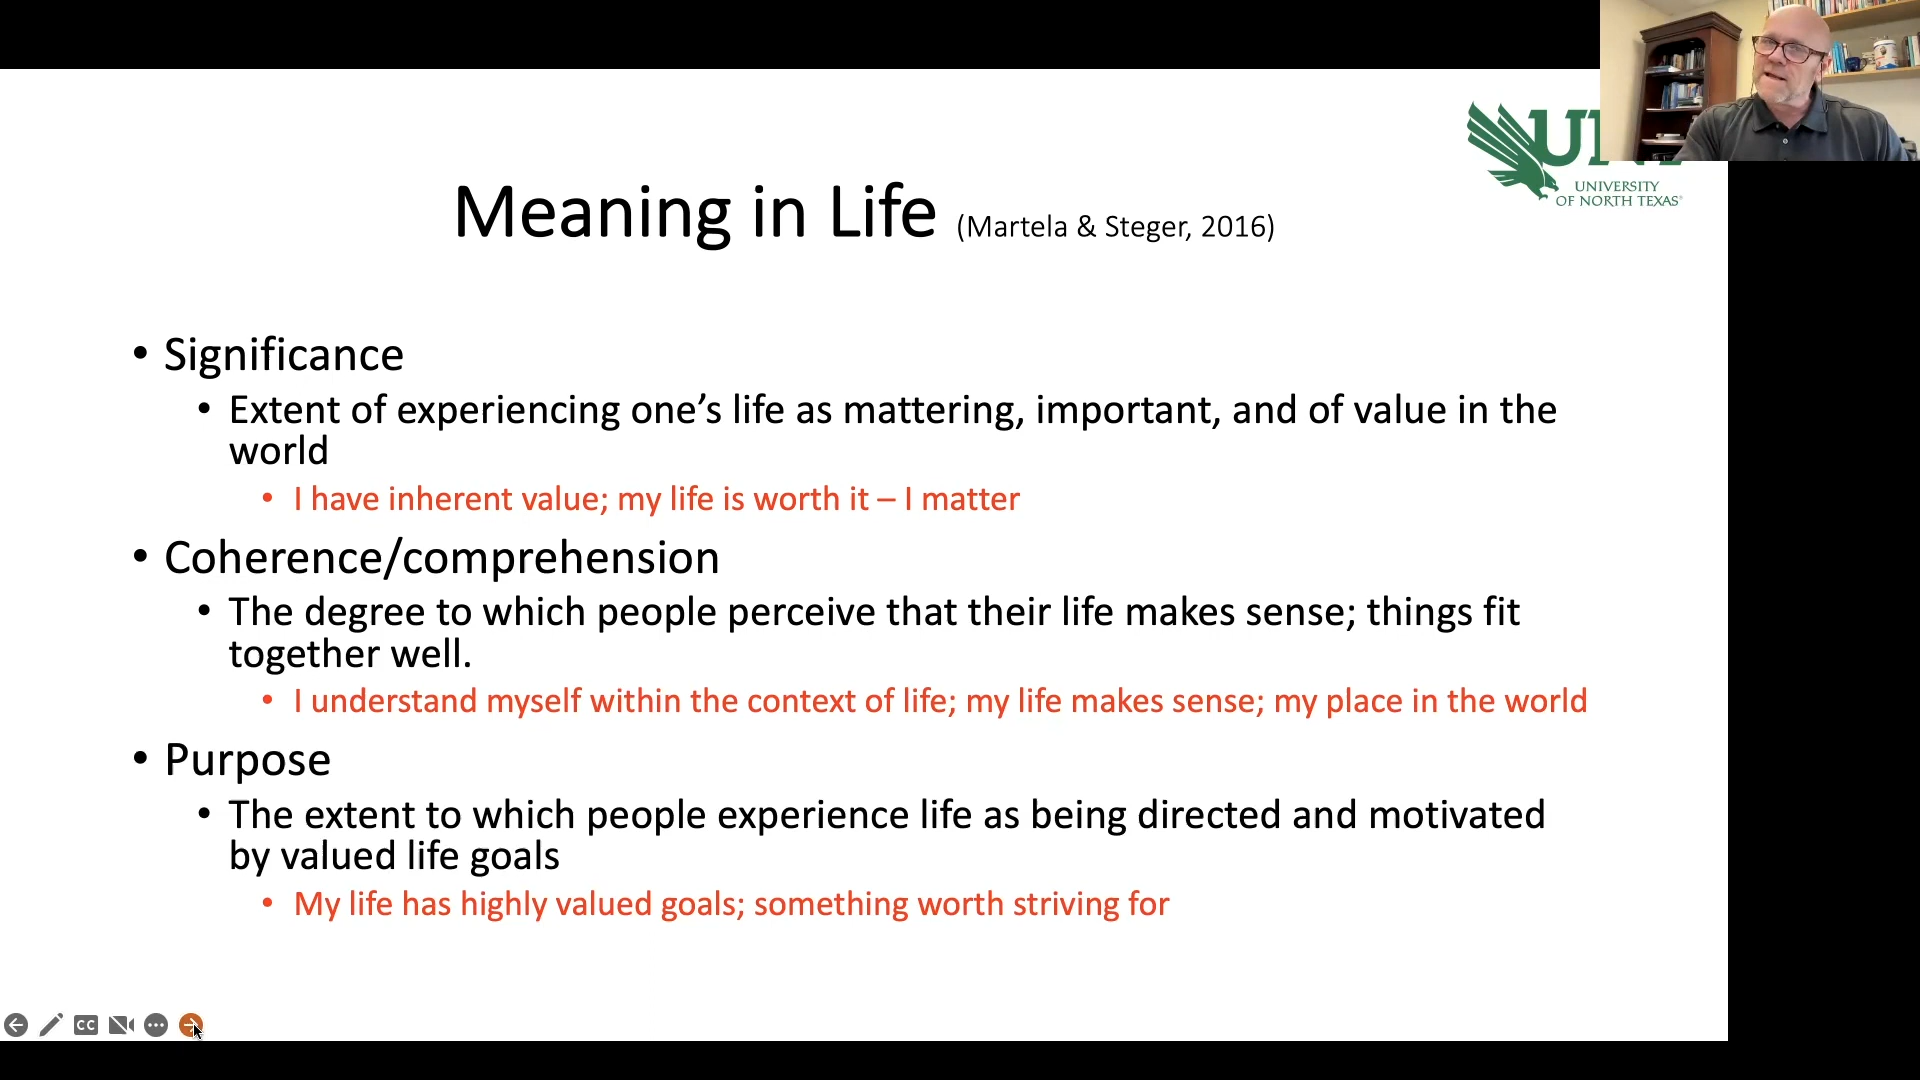 UNIVERSITY
OF NORTH TEXAS
Meaning in Life (Martela & Steger, 2016)
• Significance
• Extent of experiencing one’s life as mattering, important, and of value in the
world
• I have inherent value; my life is worth it – I matter
• Coherence/comprehension
• The degree to which people perceive that their life makes sense; things fit
together well.
• I understand myself within the context of life; my life makes sense; my place in the world
• Purpose
• The extent to which people experience life as being directed and motivated
by valued life goals
• My life has highly valued goals; something worth striving for
CC